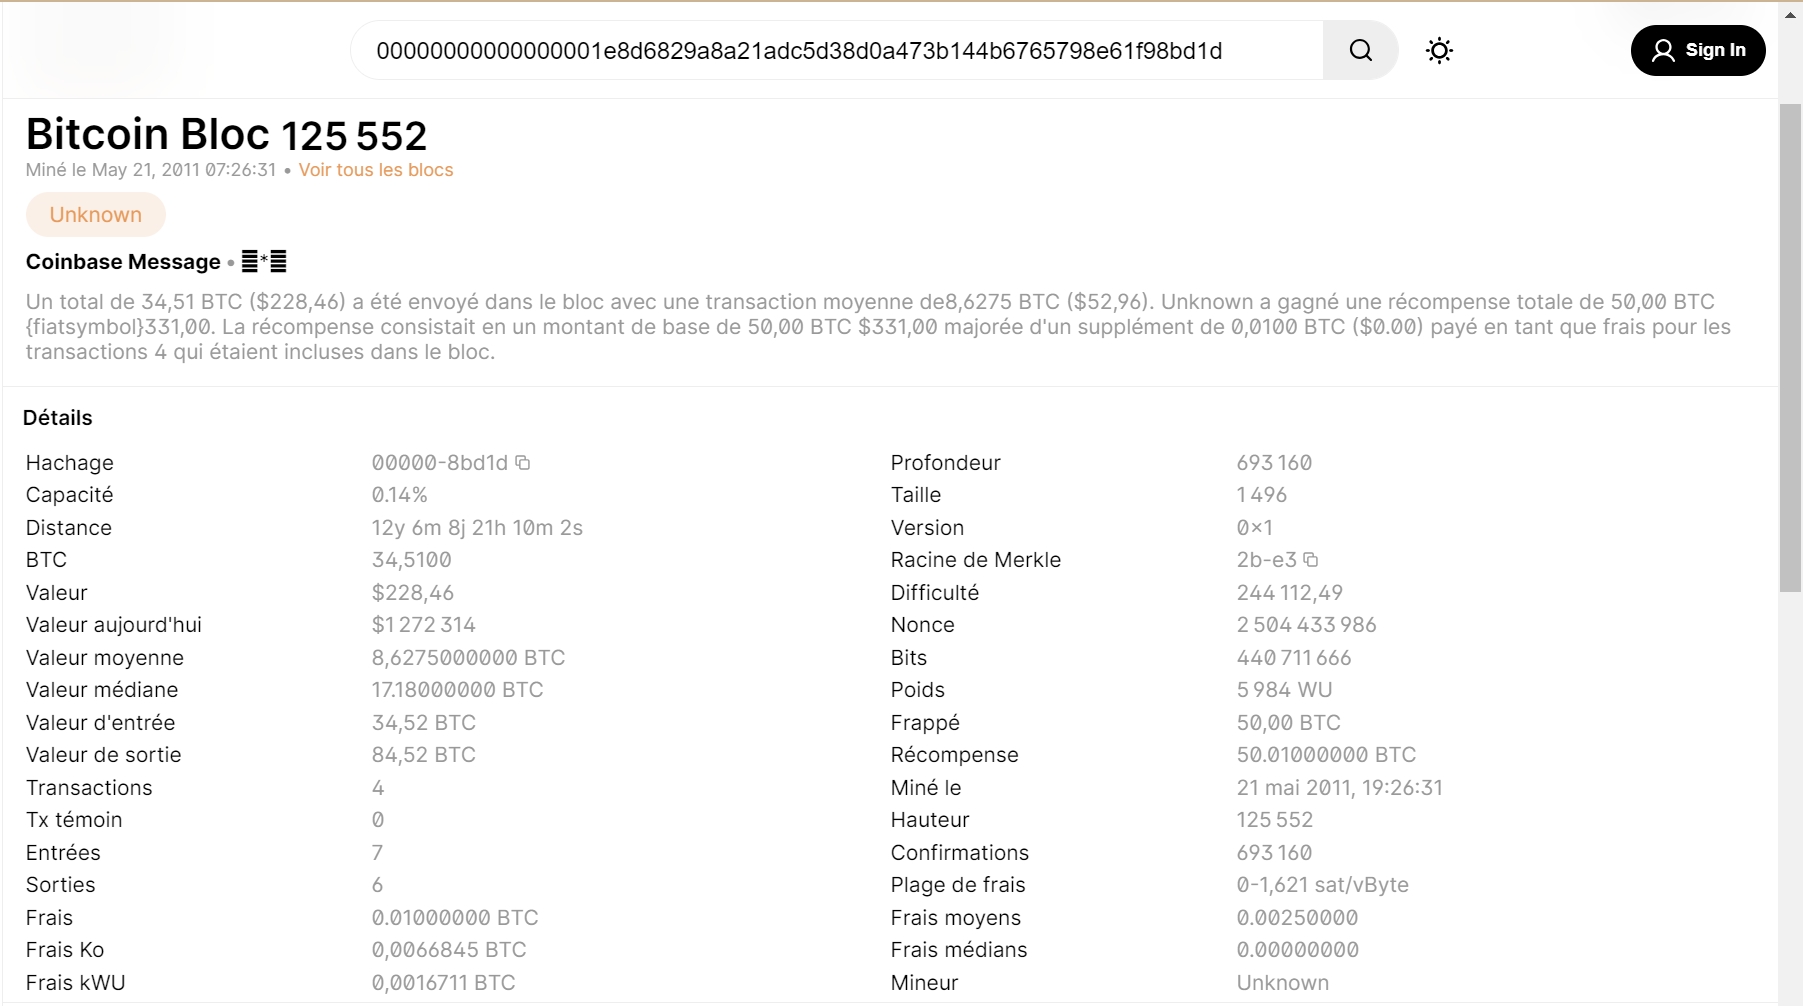 00000000000000001e8d6829a8a21adc5d38d0a473b144b6765798e61f98bd1d
Sign In
Bitcoin Bloc 125 552
Miné le May 21, 2011 07:26:31 • Voir tous les blocs
Unknown
Coinbase Message • ䷀*䷀
Un total de 34,51 BTC ($228,46) a été envoyé dans le bloc avec une transaction moyenne de8,6275 BTC ($52,96). Unknown a gagné une récompense totale de 50,00 BTC
{fiatsymbol}331,00. La récompense consistait en un montant de base de 50,00 BTC $331,00 majorée d'un supplément de 0,0100 BTC ($0.00) payé en tant que frais pour les
transactions 4 qui étaient incluses dans le bloc.
Détails
Hachage 00000-8bd1d Profondeur 693 160
Capacité 0.14% Taille 1 496
Distance 12y 6m 8j 21h 10m 2s Version 0×1
BTC 34,5100 Racine de Merkle 2b-e3
Valeur $228,46 Difficulté 244 112,49
Valeur aujourd'hui $1 272 314 Nonce 2 504 433 986
Valeur moyenne 8,6275000000 BTC Bits 440 711 666
Valeur médiane 17.18000000 BTC Poids 5 984 WU
Valeur d'entrée 34,52 BTC Frappé 50,00 BTC
Valeur de sortie 84,52 BTC Récompense 50.01000000 BTC
Transactions 4 Miné le 21 mai 2011, 19:26:31
Tx témoin 0 Hauteur 125 552
Entrées 7 Confirmations 693 160
Sorties 6 Plage de frais 0-1,621 sat/vByte
Frais 0.01000000 BTC Frais moyens 0.00250000
Frais Ko 0,0066845 BTC Frais médians 0.00000000
Frais kWU 0,0016711 BTC Mineur Unknown